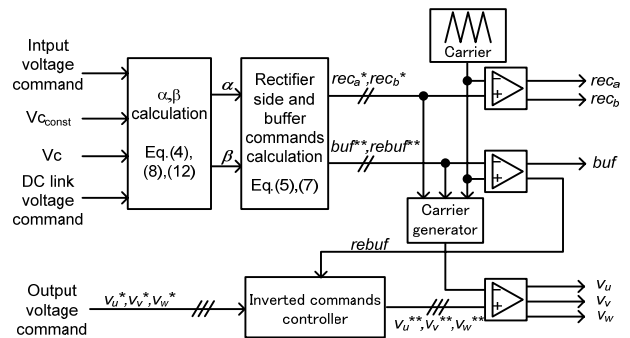 Intput
voltage
command
Vc_const
Vc
DC link
voltage
command
α,β
calculation
Eq.(4),
(8),(12)
α
β
Rectifier
side and
buffer
commands
calculation
Eq.(5),(7)
rec_a*,rec_b*
buf**,rebuf**
Carrier
−
+
rec_a
rec_b
−
+
buf
Carrier
generator
rebuf
Output
voltage
command
v_u*,v_v*,v_w*
Inverted commands
controller
v_u**,v_v**,v_w**
−
+
v_u
v_v
v_w